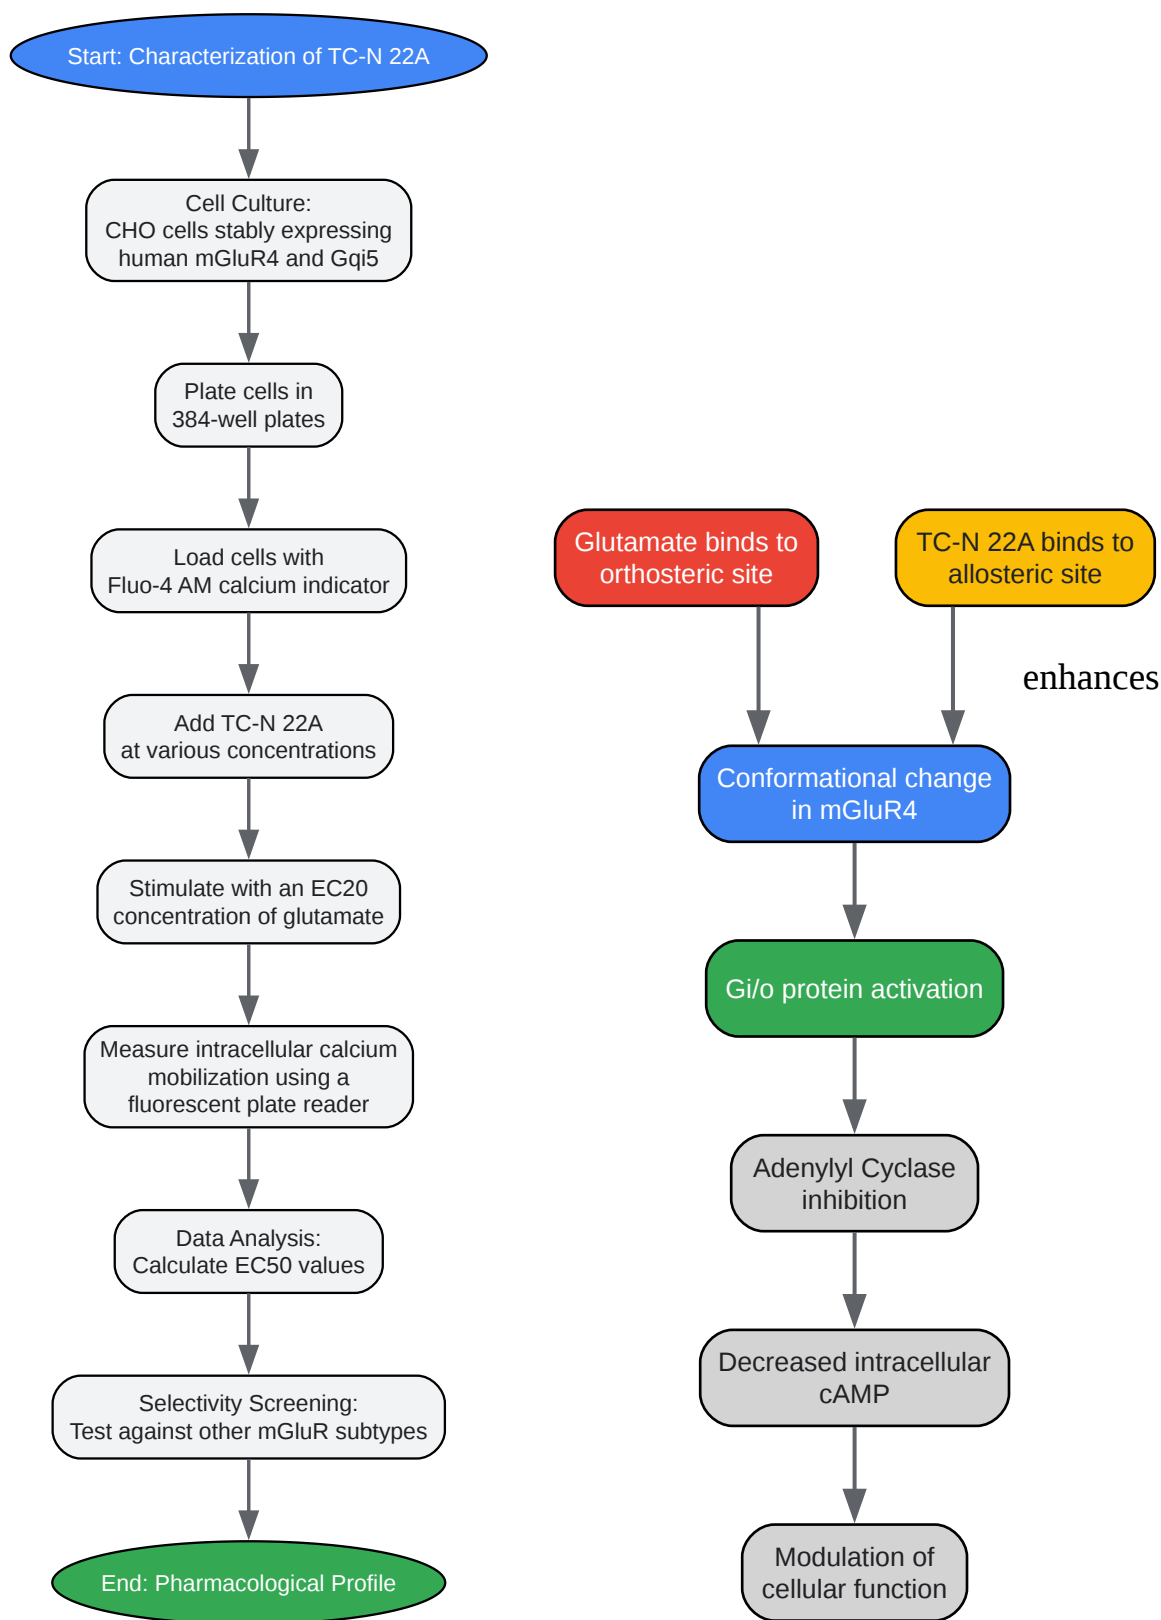 Start: Characterization of TC-N 22A
Cell Culture:
CHO cells stably expressing
human mGluR4 and Gqi5
Plate cells in
384-well plates
Load cells with
Fluo-4 AM calcium indicator
Add TC-N 22A
at various concentrations
Stimulate with an EC20
concentration of glutamate
Measure intracellular calcium
mobilization using a
fluorescent plate reader
Data Analysis:
Calculate EC50 values
Selectivity Screening:
Test against other mGluR subtypes
End: Pharmacological Profile
Glutamate binds to
orthosteric site
TC-N 22A binds to
allosteric site
enhances
Conformational change
in mGluR4
Gi/o protein activation
Adenylyl Cyclase
inhibition
Decreased intracellular
cAMP
Modulation of
cellular function